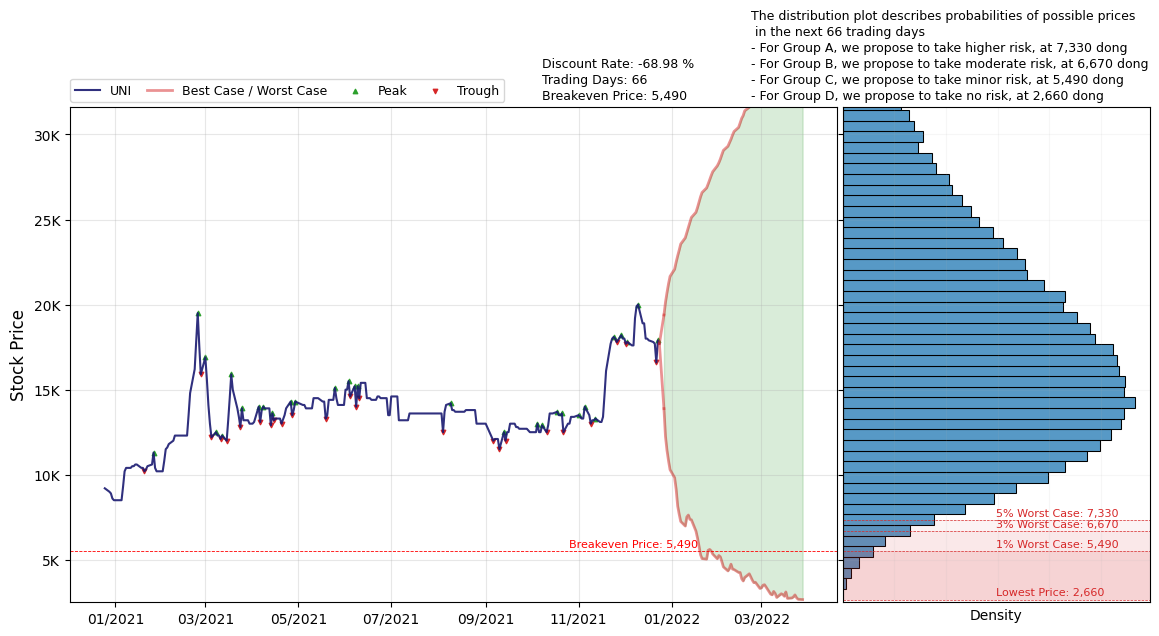 The distribution plot describes probabilities of possible prices
in the next 66 trading days
- For Group A, we propose to take higher risk, at 7,330 dong
- For Group B, we propose to take moderate risk, at 6,670 dong
- For Group C, we propose to take minor risk, at 5,490 dong
- For Group D, we propose to take no risk, at 2,660 dong
Discount Rate: -68.98 %
Trading Days: 66
Breakeven Price: 5,490
UNI
Best Case / Worst Case
Peak
Trough
Stock Price
30K
25K
20K
15K
10K
5K
Breakeven Price: 5,490
01/2021
03/2021
05/2021
07/2021
09/2021
11/2021
01/2022
03/2022
5% Worst Case: 7,330
3% Worst Case: 6,670
1% Worst Case: 5,490
Lowest Price: 2,660
Density